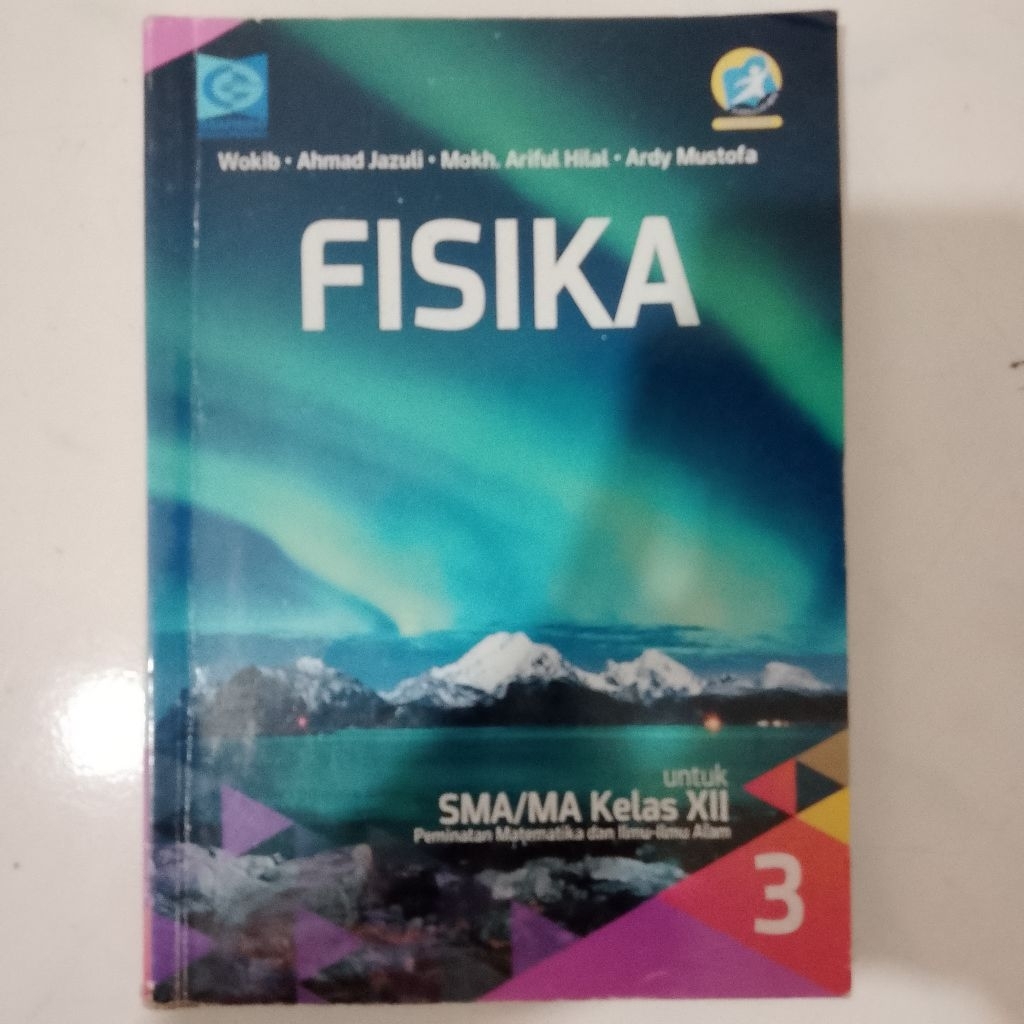 Wokib • Ahmad Jazuli • Mokh. Ariful Hilal • Ardy Mustofa
FISIKA
untuk
SMA/MA Kelas XII
Peminatan Matematika dan Ilmu-Ilmu Alam
3